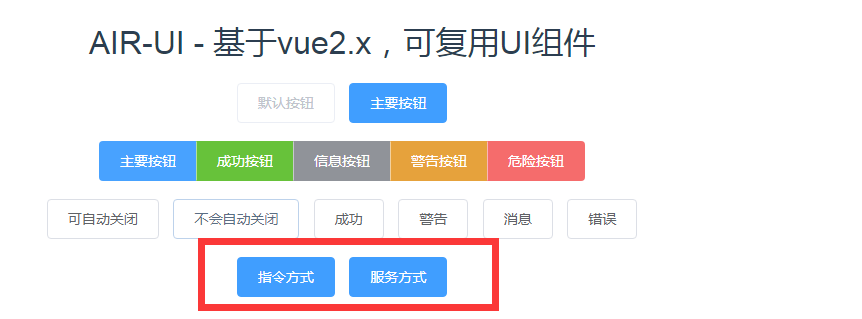 AIR-UI - 基于vue2.x，可复用UI组件
默认按钮 主要按钮
主要按钮 成功按钮 信息按钮 警告按钮 危险按钮
可自动关闭 不会自动关闭 成功 警告 消息 错误
指令方式 服务方式